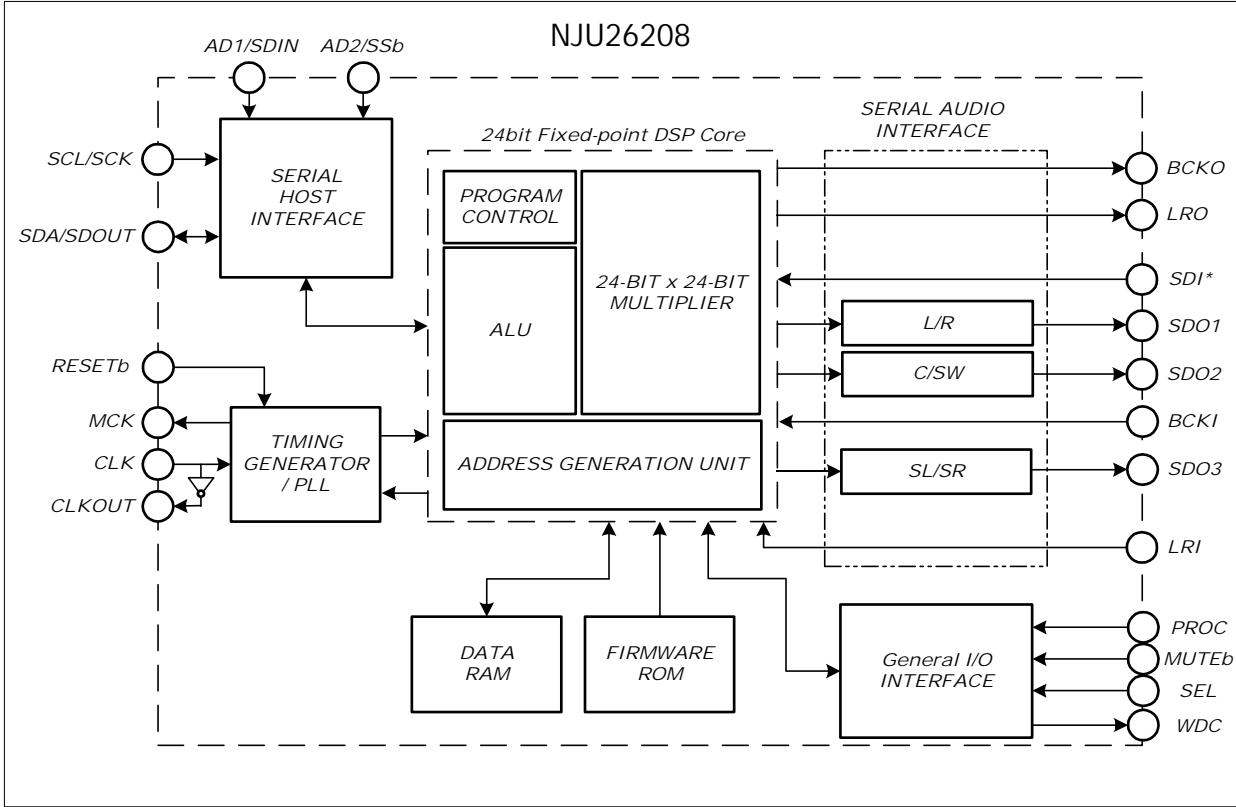 NJU26208
AD1/SDIN
AD2/SSb
SERIAL AUDIO
INTERFACE
24bit Fixed-point DSP Core
SCL/SCK
SDA/SDOUT
SERIAL
HOST
INTERFACE
PROGRAM
CONTROL
ALU
24-BIT x 24-BIT
MULTIPLIER
ADDRESS GENERATION UNIT
L/R
C/SW
SL/SR
BCKO
LRO
SDI*
SDO1
SDO2
BCKI
SDO3
LRI
RESETb
MCK
CLK
CLKOUT
TIMING
GENERATOR
/ PLL
DATA
RAM
FIRMWARE
ROM
General I/O
INTERFACE
PROC
MUTEb
SEL
WDC